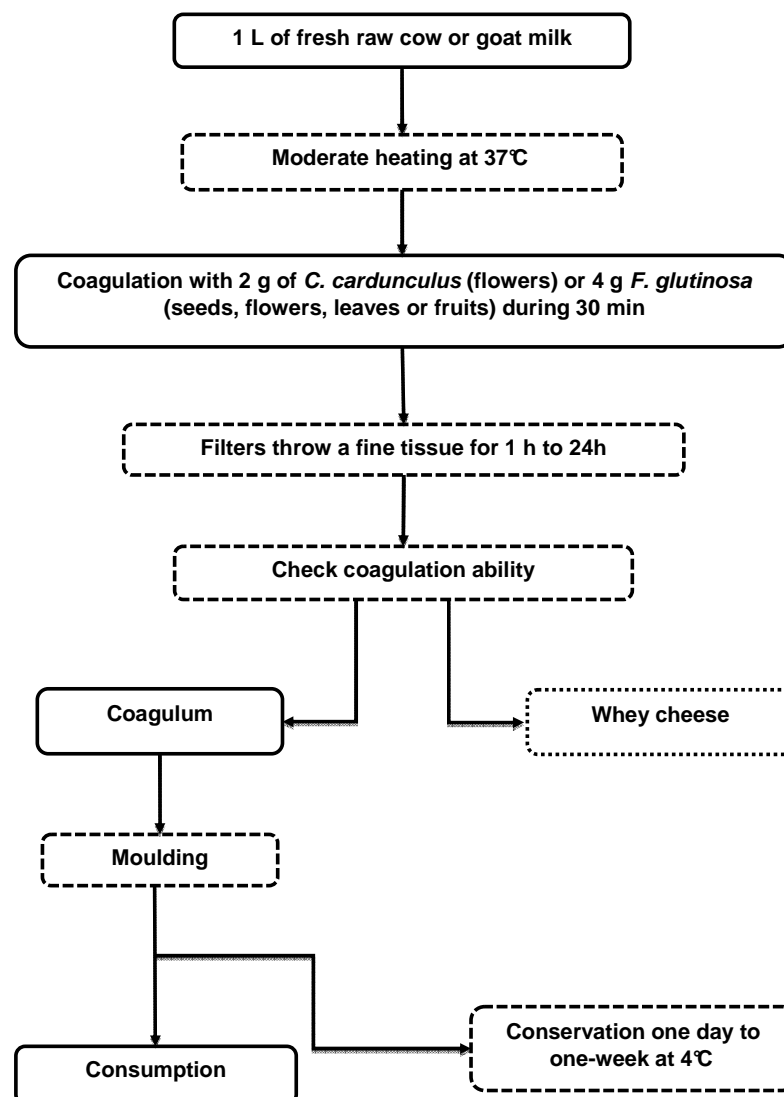 1 L of fresh raw cow or goat milk
Moderate heating at 37°C
Coagulation with 2 g of C. cardunculus (flowers) or 4 g F. glutinosa
(seeds, flowers, leaves or fruits) during 30 min
Filters throw a fine tissue for 1 h to 24h
Check coagulation ability
Coagulum
Whey cheese
Moulding
Conservation one day to
one-week at 4°C
Consumption